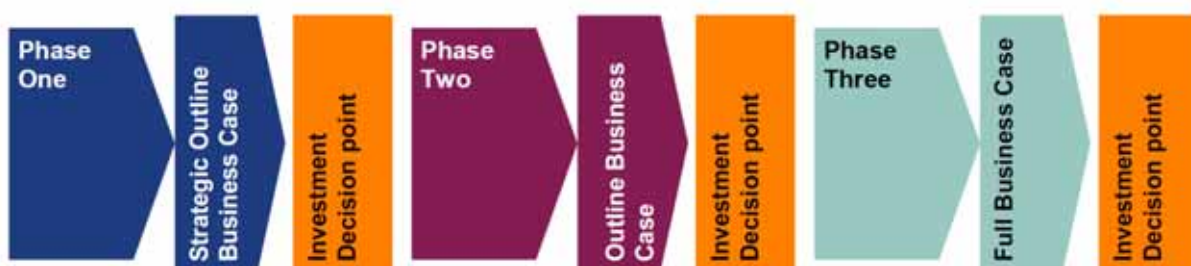 Phase
One
Strategic Outline
Business Case
Investment
Decision point
Phase
Two
Outline Business
Case
Investment
Decision point
Phase
Three
Full Business Case
Investment
Decision point